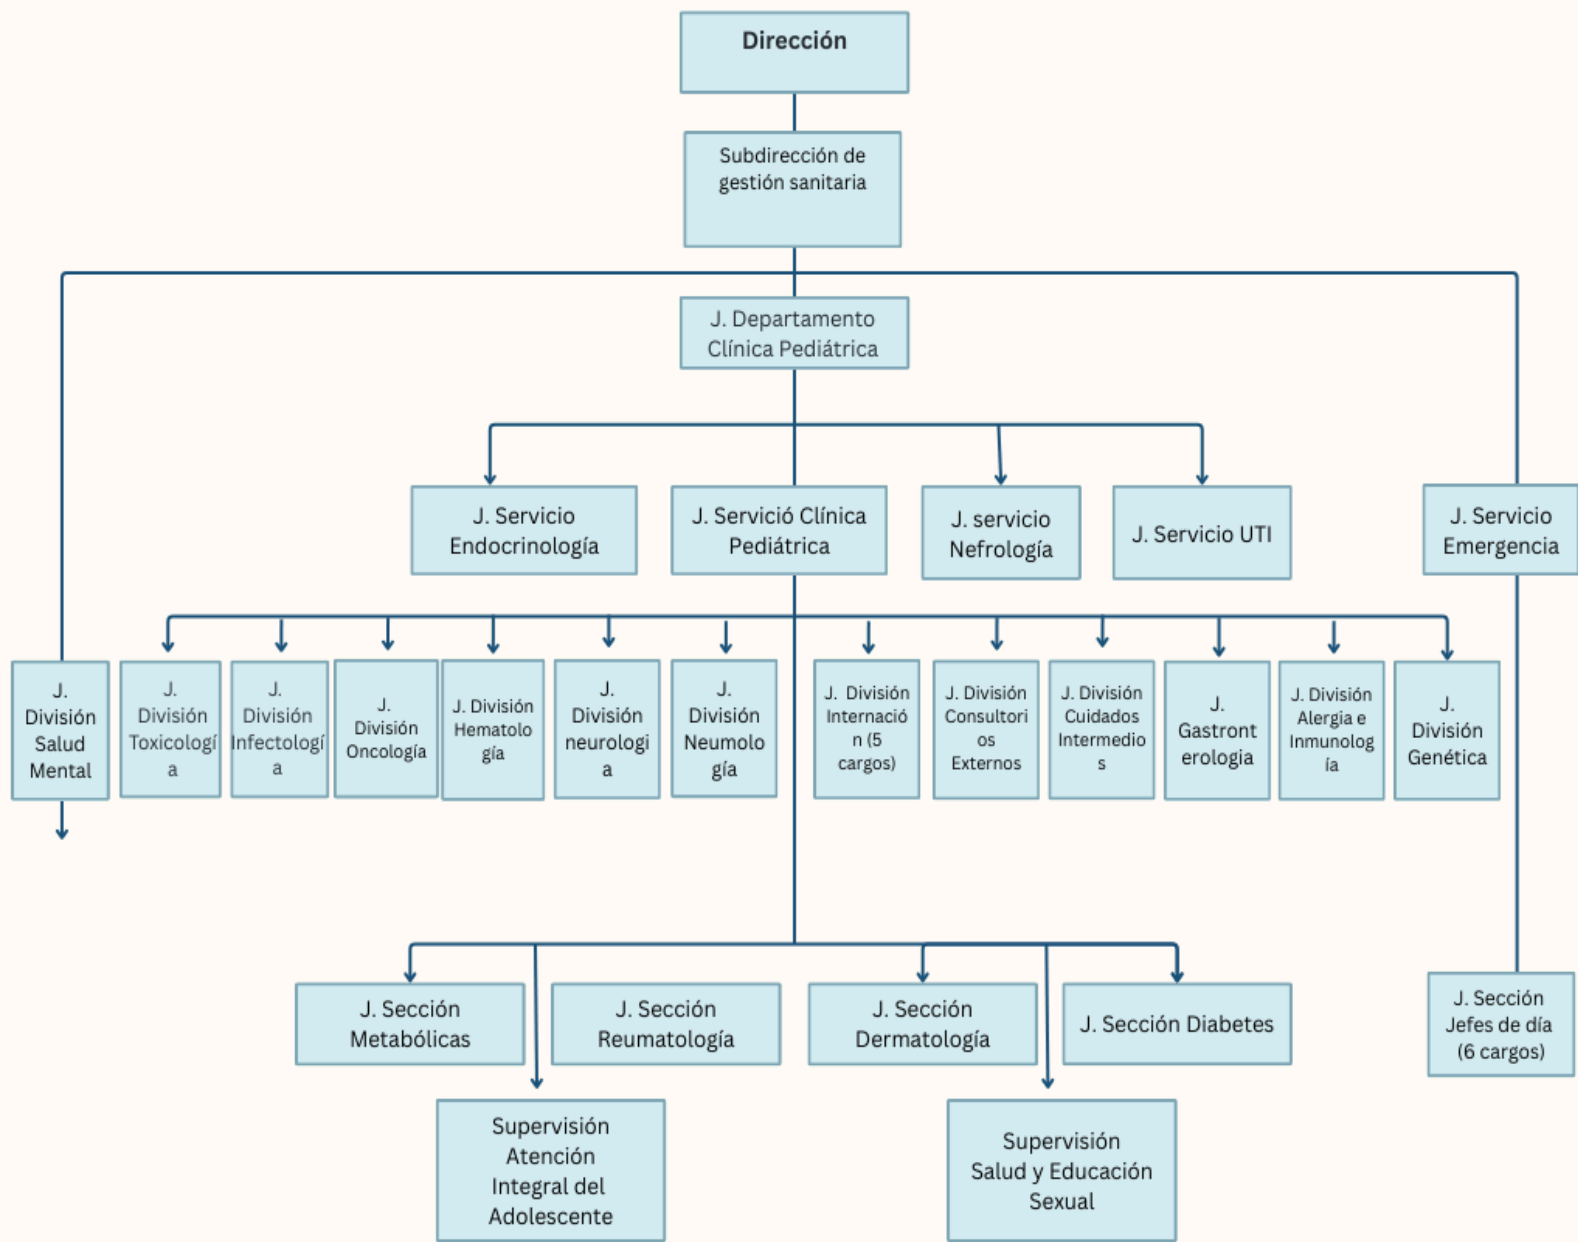 Dirección
Subdirección de
gestión sanitaria
J. Departamento
Clínica Pediátrica
J. Servicio
Endocrinología
J. Servició Clínica
Pediátrica
J. servicio
Nefrología
J. Servicio UTI
J. Servicio
Emergencia
J.
División
Salud
Mental
J.
División
Toxicologí
a
J.
División
Infectologí
a
J.
División
Oncología
J. División
Hematolo
gía
J.
División
neurologi
a
J.
División
Neumolo
gía
J. División
Internació
n (5
cargos)
J. División
Consultori
os
Externos
J. División
Cuidados
Intermedio
s
J.
Gastront
erologia
J. División
Alergia e
Inmunolog
ía
J.
División
Genética
J. Sección
Metabólicas
J. Sección
Reumatología
J. Sección
Dermatología
J. Sección Diabetes
J. Sección
Jefes de día
(6 cargos)
Supervisión
Atención
Integral del
Adolescente
Supervisión
Salud y Educación
Sexual